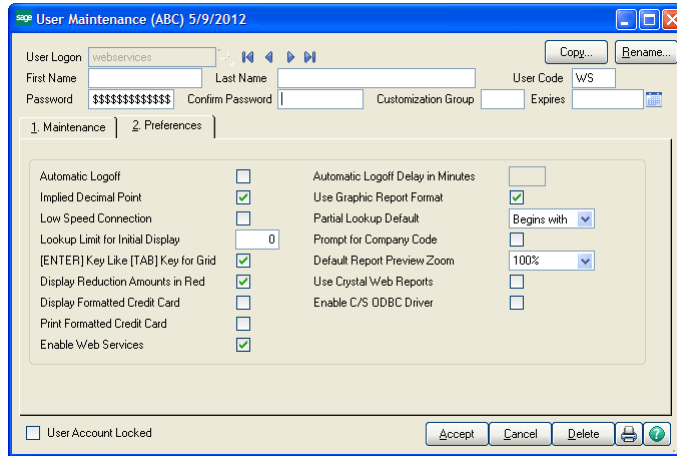 sage User Maintenance (ABC) 5/9/2012
User Logon webservices Copy... Rename...
First Name Last Name User Code WS
Password $$$$$$$$$$$$$ Confirm Password Customization Group Expires
1. Maintenance 2. Preferences
Automatic Logoff Automatic Logoff Delay in Minutes
Implied Decimal Point Use Graphic Report Format
Low Speed Connection Partial Lookup Default Begins with
Lookup Limit for Initial Display 0 Prompt for Company Code
[ENTER] Key Like [TAB] Key for Grid Default Report Preview Zoom 100%
Display Reduction Amounts in Red Use Crystal Web Reports
Display Formatted Credit Card Enable C/S ODBC Driver
Print Formatted Credit Card
Enable Web Services
User Account Locked Accept Cancel Delete